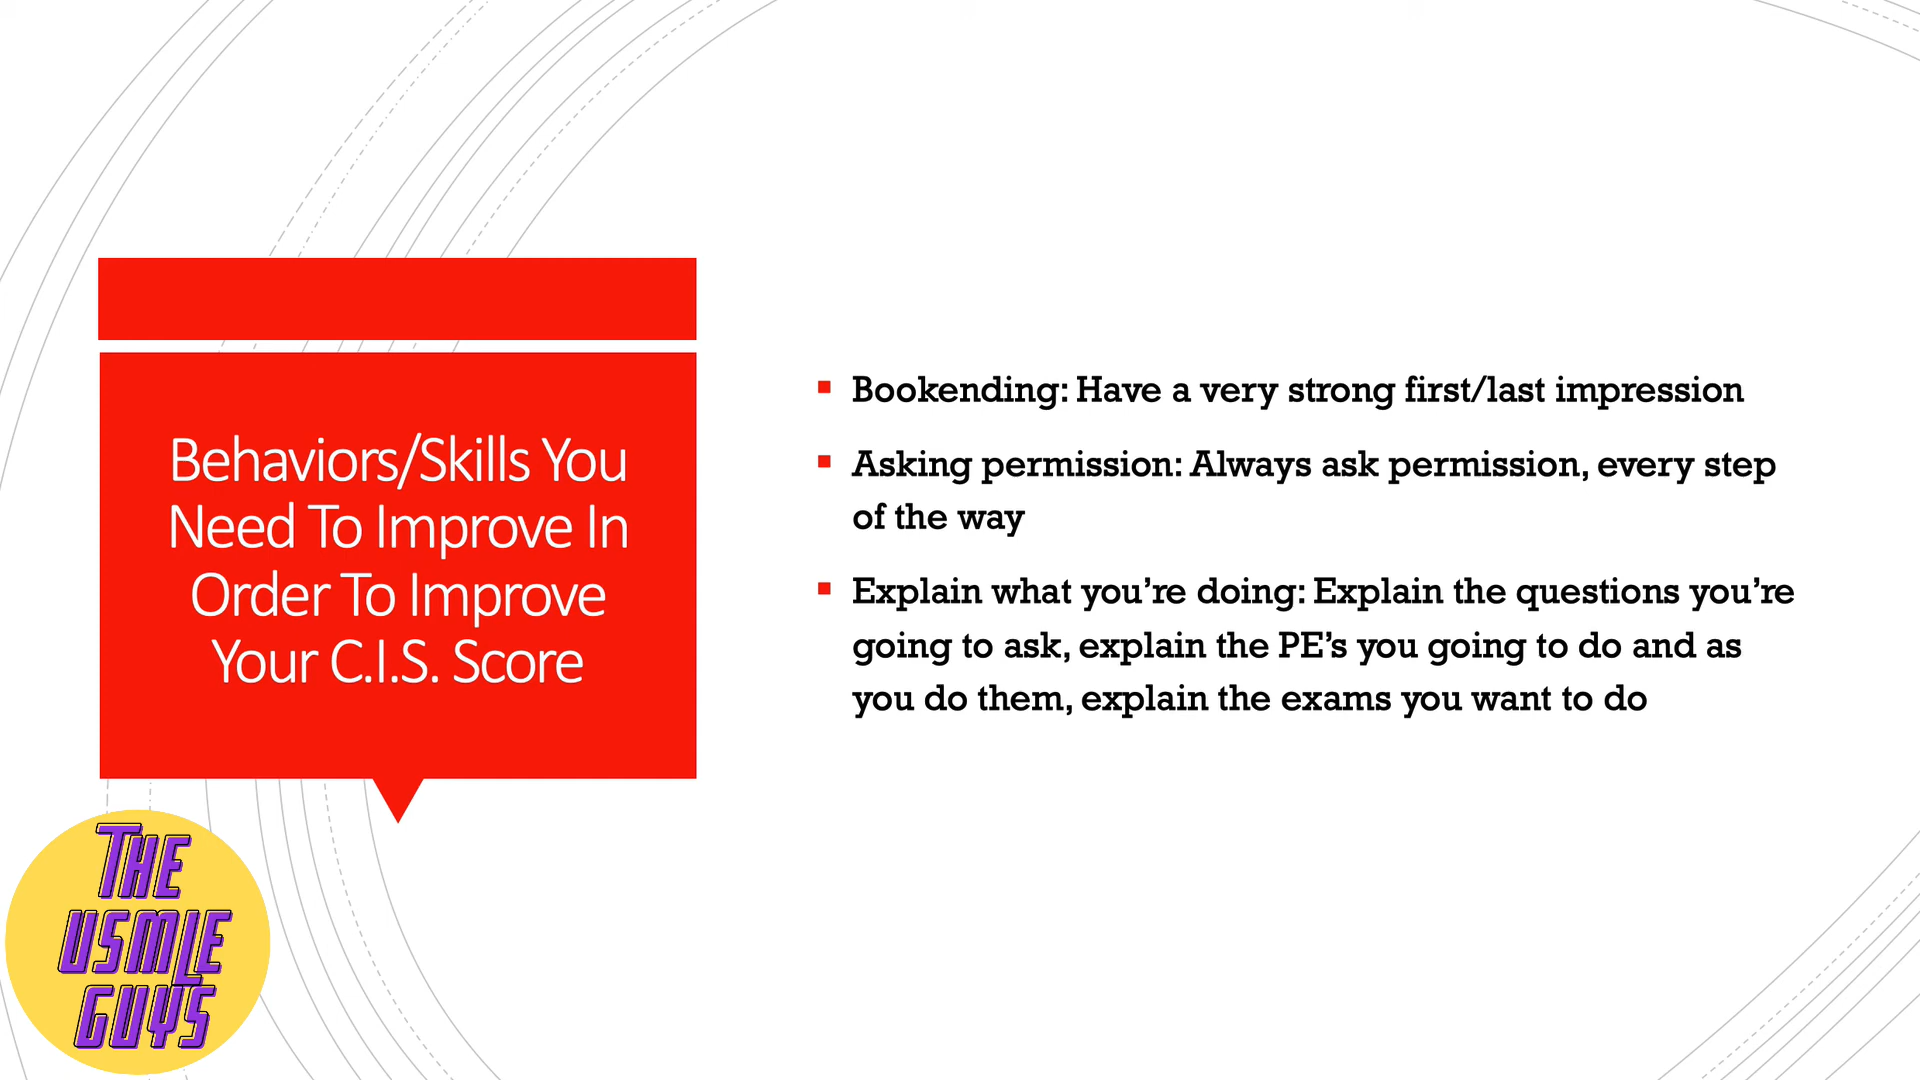 Behaviors/Skills You
Need To Improve In
Order To Improve
Your C.I.S. Score
▪ Bookending: Have a very strong first/last impression
▪ Asking permission: Always ask permission, every step
of the way
▪ Explain what you’re doing: Explain the questions you’re
going to ask, explain the PE’s you going to do and as
you do them, explain the exams you want to do
THE
USMLE
GUYS